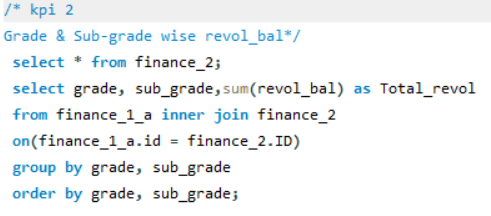 /* kpi 2
Grade & Sub-grade wise revol_bal*/
select * from finance_2;
select grade, sub_grade,sum(revol_bal) as Total_revol
from finance_1_a inner join finance_2
on(finance_1_a.id = finance_2.ID)
group by grade, sub_grade
order by grade, sub_grade;